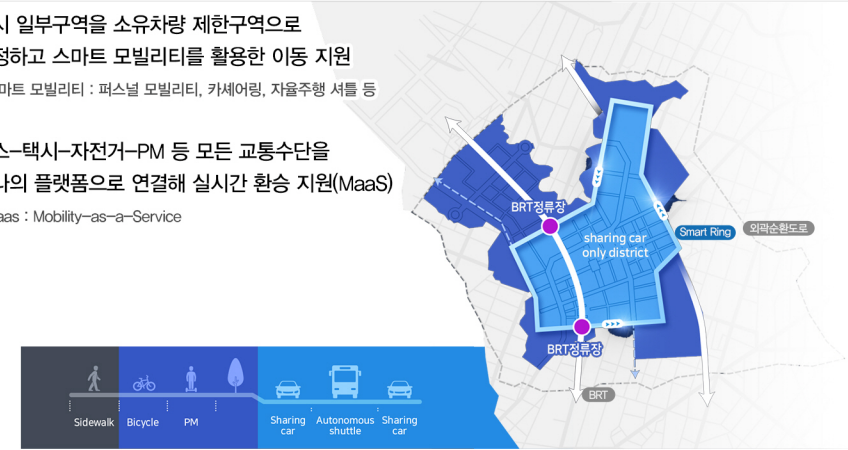 시 일부구역을 소유차량 제한구역으로
정하고 스마트 모빌리티를 활용한 이동 지원
마트 모빌리티 : 퍼스널 모빌리티, 카셰어링, 자율주행 셔틀 등
스-택시-자전거-PM 등 모든 교통수단을
나의 플랫폼으로 연결해 실시간 환승 지원(MaaS)
aas : Mobility-as-a-Service
BRT정류장
sharing car
only district
Smart Ring
외곽순환도로
BRT정류장
BRT
Sidewalk
Bicycle
PM
Sharing
car
Autonomous
shuttle
Sharing
car